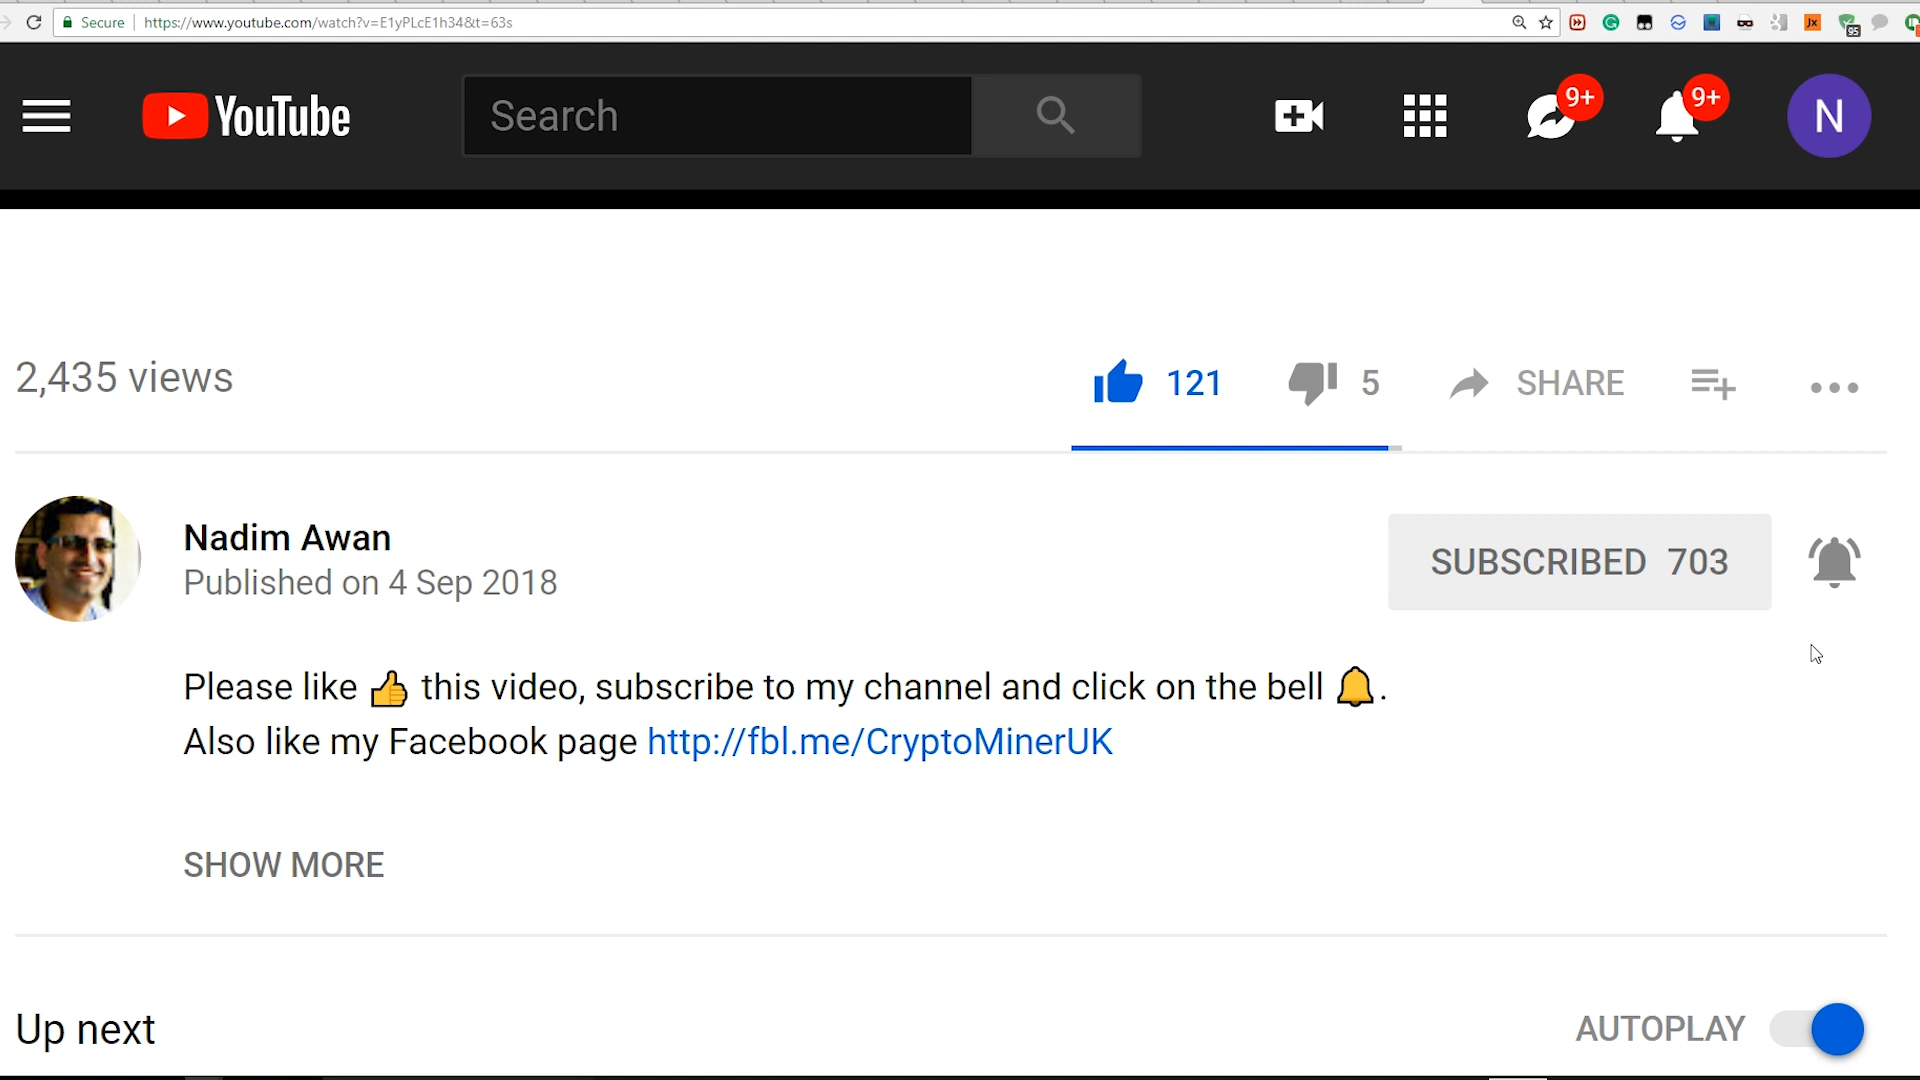 Secure https://www.youtube.com/watch?v=E1yPLcE1h34&t=63s
JX
95
YouTube
Search
9+
9+
N
2,435 views
121
5
SHARE
Nadim Awan
Published on 4 Sep 2018
SUBSCRIBED 703
Please like 👍 this video, subscribe to my channel and click on the bell 🔔.
Also like my Facebook page http://fbl.me/CryptoMinerUK
SHOW MORE
Up next
AUTOPLAY